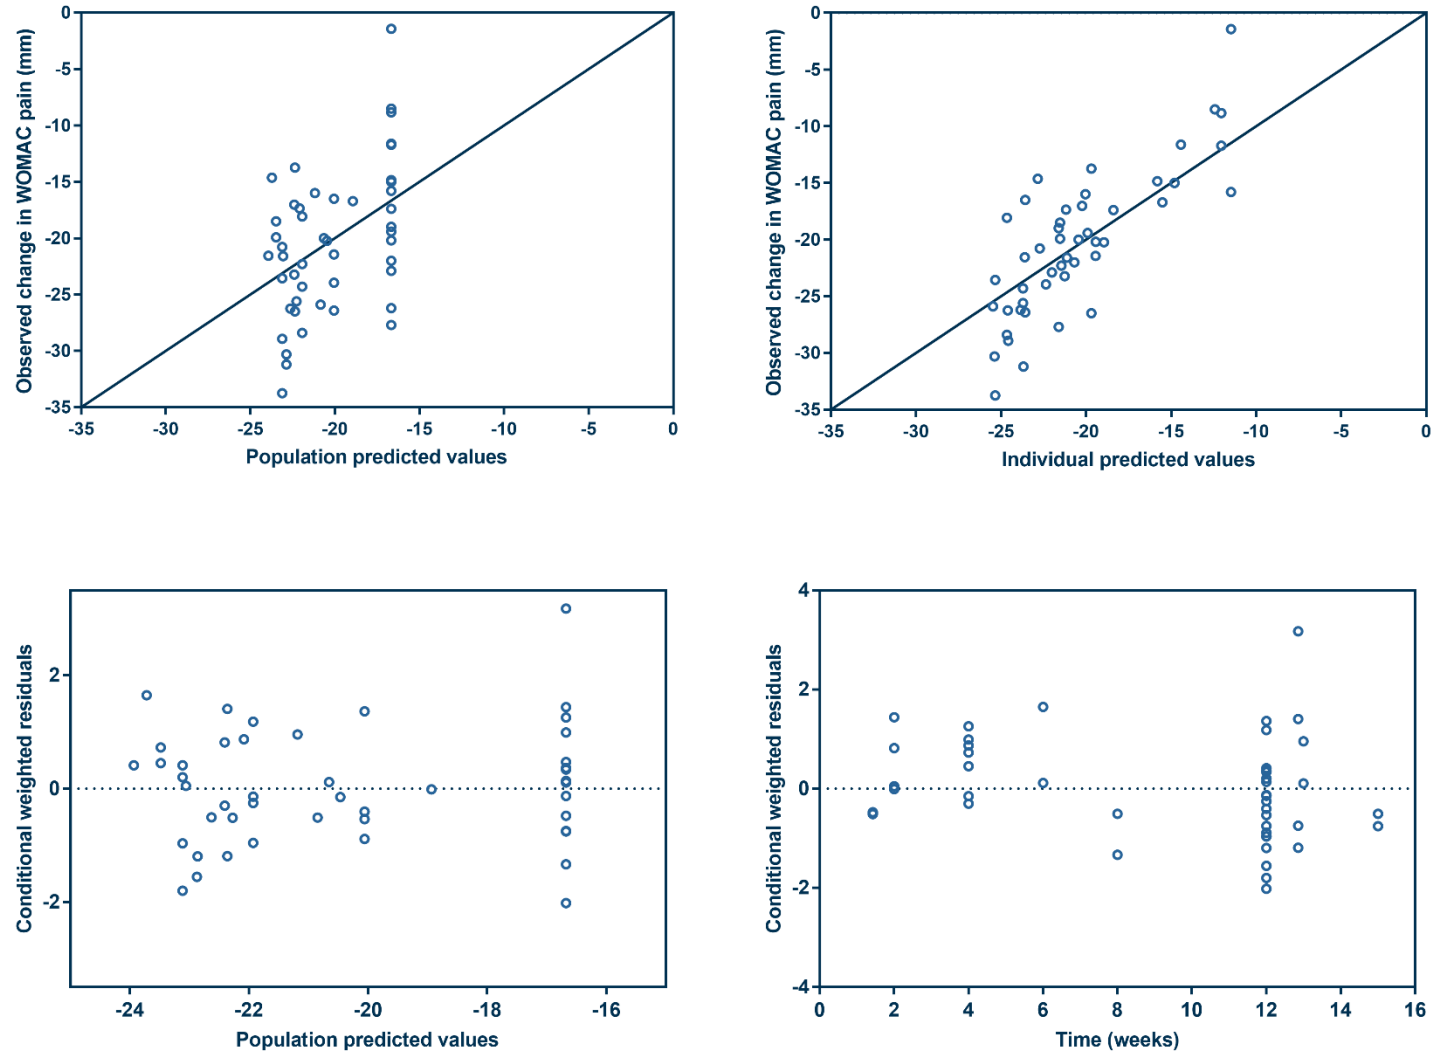 Observed change in WOMAC pain (mm)
0
-5
-10
-15
-20
-25
-30
-35
-35 -30 -25 -20 -15 -10 -5 0
Population predicted values
Observed change in WOMAC pain (mm)
0
-5
-10
-15
-20
-25
-30
-35
-35 -30 -25 -20 -15 -10 -5 0
Individual predicted values
Conditional weighted residuals
2
0
-2
-24 -22 -20 -18 -16
Population predicted values
Conditional weighted residuals
4
2
0
-2
-4
0 2 4 6 8 10 12 14 16
Time (weeks)